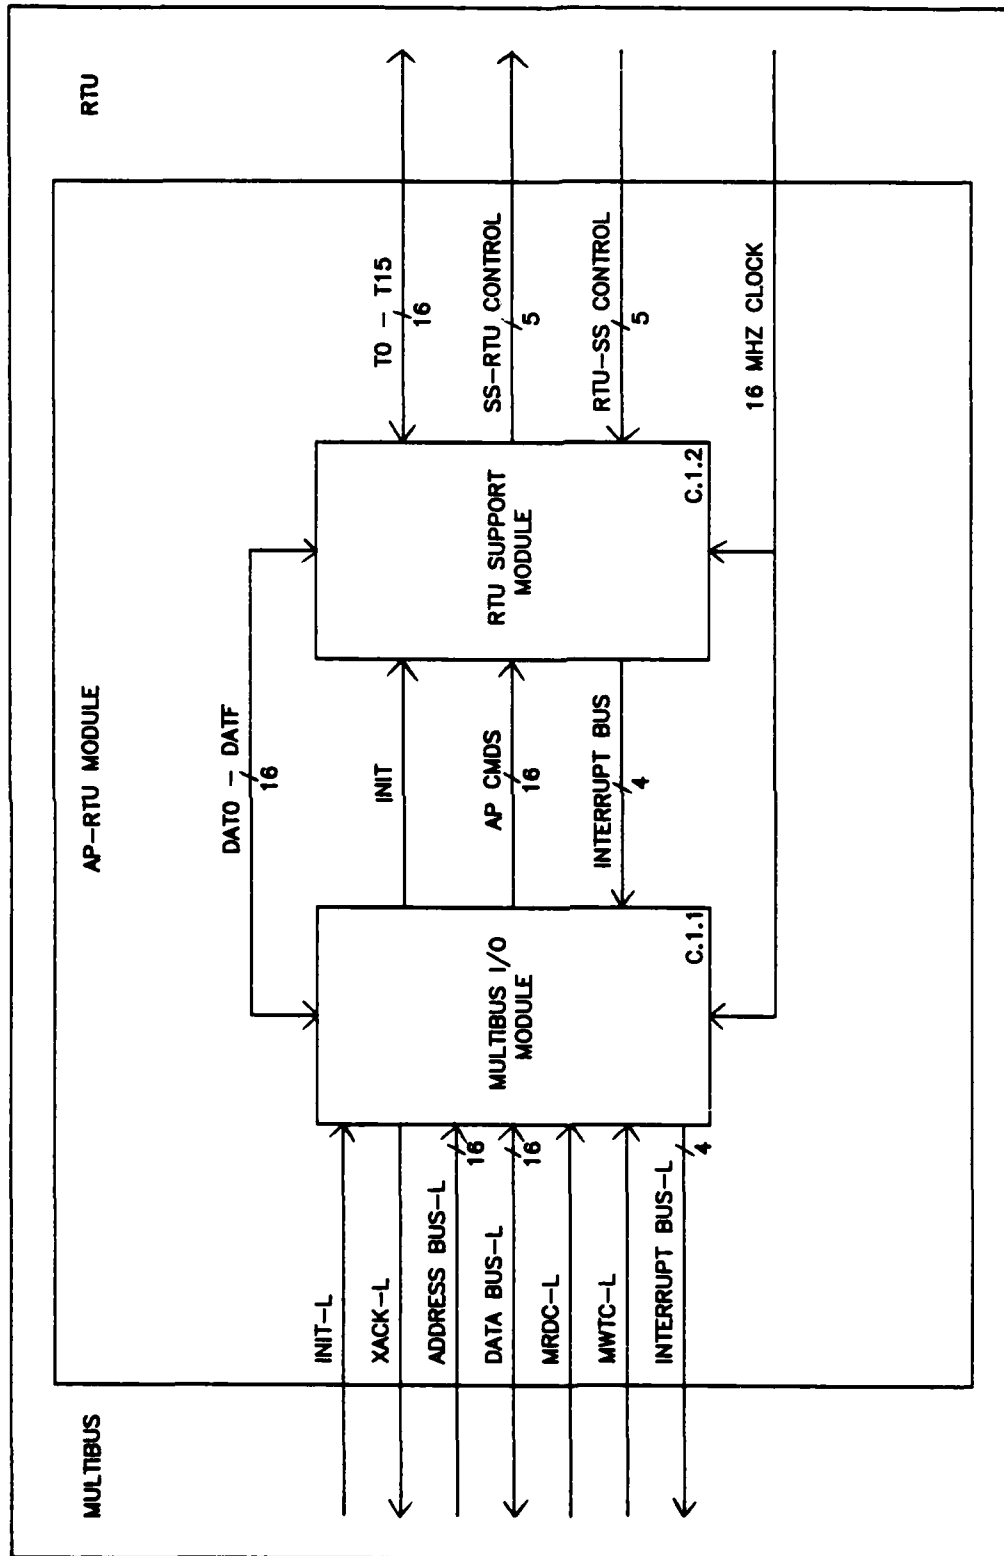 MULTIBUS
AP-RTU MODULE
RTU
DAT0 - DATF
16
INIT-L
XACK-L
ADDRESS BUS-L
16
DATA BUS-L
16
MRDC-L
MWTC-L
INTERRUPT BUS-L
4
MULTIBUS I/O
MODULE
C.1.1
INIT
AP CMDS
16
INTERRUPT BUS
4
RTU SUPPORT
MODULE
C.1.2
T0 - T15
16
SS-RTU CONTROL
5
RTU-SS CONTROL
5
16 MHZ CLOCK